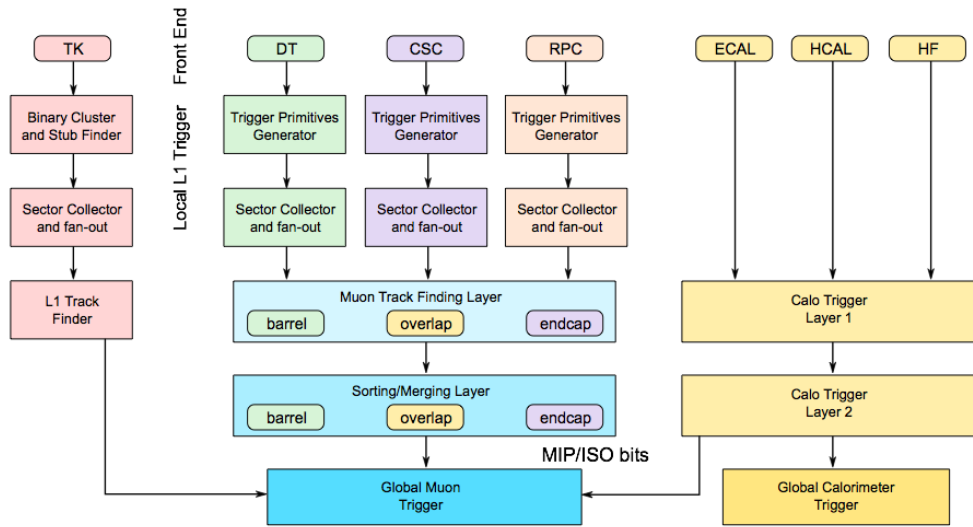 TK
Front End
DT
CSC
RPC
ECAL
HCAL
HF
Local L1 Trigger
Binary Cluster
and Stub Finder
Trigger Primitives
Generator
Trigger Primitives
Generator
Trigger Primitives
Generator
Sector Collector
and fan-out
Sector Collector
and fan-out
Sector Collector
and fan-out
Sector Collector
and fan-out
L1 Track
Finder
Muon Track Finding Layer
barrel
overlap
endcap
Calo Trigger
Layer 1
Sorting/Merging Layer
barrel
overlap
endcap
Calo Trigger
Layer 2
MIP/ISO bits
Global Muon
Trigger
Global Calorimeter
Trigger